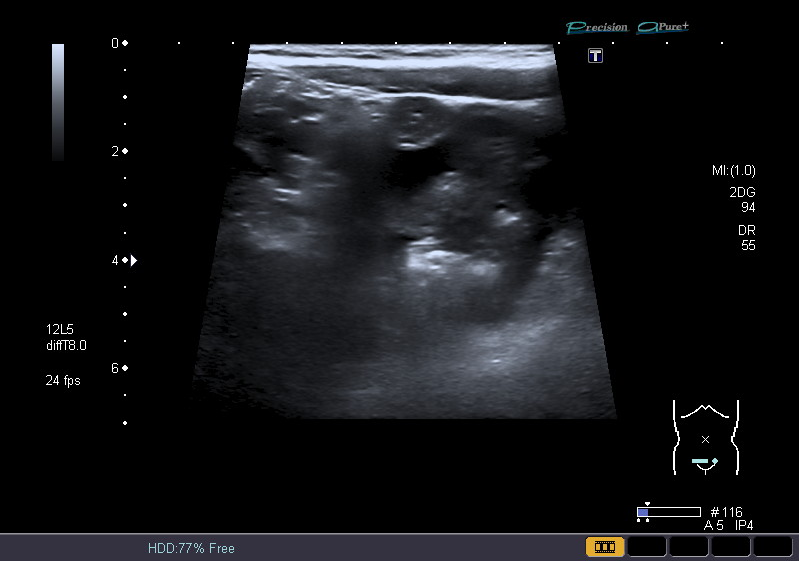 Precision APure+
T
0
2
4
6
MI:(1.0)
2DG
94
DR
55
12L5
diffT8.0
24 fps
#116
A 5 IP4
HDD:77% Free